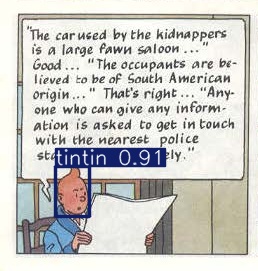 "The car used by the kidnappers
is a large fawn saloon..."
Good... "The occupants are be-
lieved to be of South American
origin..." That's right... "Any-
one who can give any inform-
ation is asked to get in touch
with the nearest police
tintin 0.91